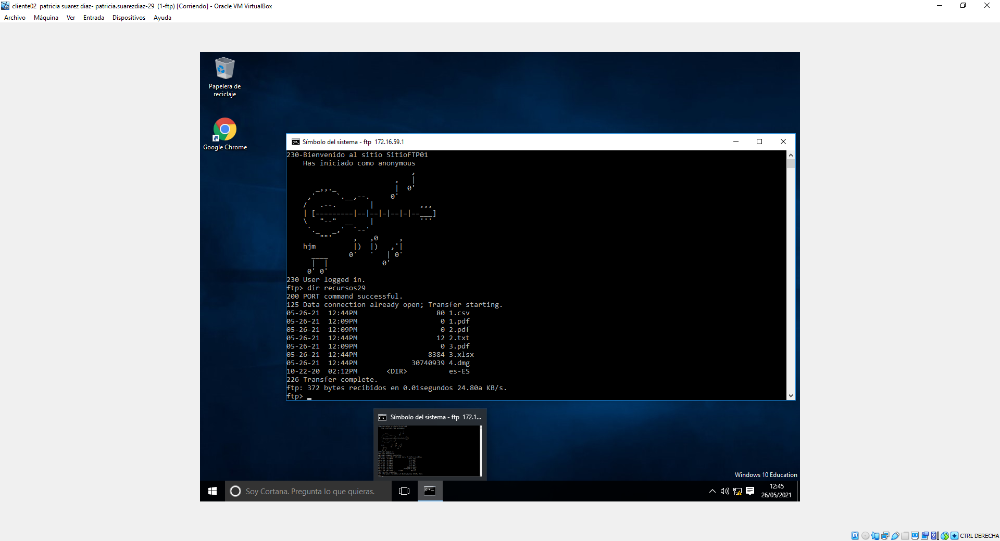 cliente02  patricia suarez diaz- patricia.suarezdiaz-29  (1-ftp) [Corriendo] - Oracle VM VirtualBox
Archivo Máquina Ver Entrada Dispositivos Ayuda
Papelera de
reciclaje
Google Chrome
Símbolo del sistema - ftp  172.16.59.1
230-Bienvenido al sitio SitioFTP01
    Has iniciado como anonymous
                          ,
                      ,   |
       _,,._              |  0'
     ,'     `.__,--.     0'
    /   .--.        |           ,,,
    | [=========|==|==|=|==|=|==___]
    \   "--"  __    |           '''
     `._   _,'  `--'
        ""'     ,   ,0     ,
    hjm         |)  |)   ,'|
      ____     0'   '   | 0'
      |  |             0'
     0' 0'
230 User logged in.
ftp> dir recursos29
200 PORT command successful.
125 Data connection already open; Transfer starting.
05-26-21  12:44PM                   80 1.csv
05-26-21  12:09PM                    0 1.pdf
05-26-21  12:09PM                    0 2.pdf
05-26-21  12:44PM                   12 2.txt
05-26-21  12:09PM                    0 3.pdf
05-26-21  12:44PM                 8384 3.xlsx
05-26-21  12:44PM             30740939 4.dmg
10-22-20  02:12PM       <DIR>          es-ES
226 Transfer complete.
ftp: 372 bytes recibidos en 0.01segundos 24.80a KB/s.
ftp> _
Símbolo del sistema - ftp  172.1...
Windows 10 Education
Soy Cortana. Pregunta lo que quieras.
12:45
26/05/2021
CTRL DERECHA